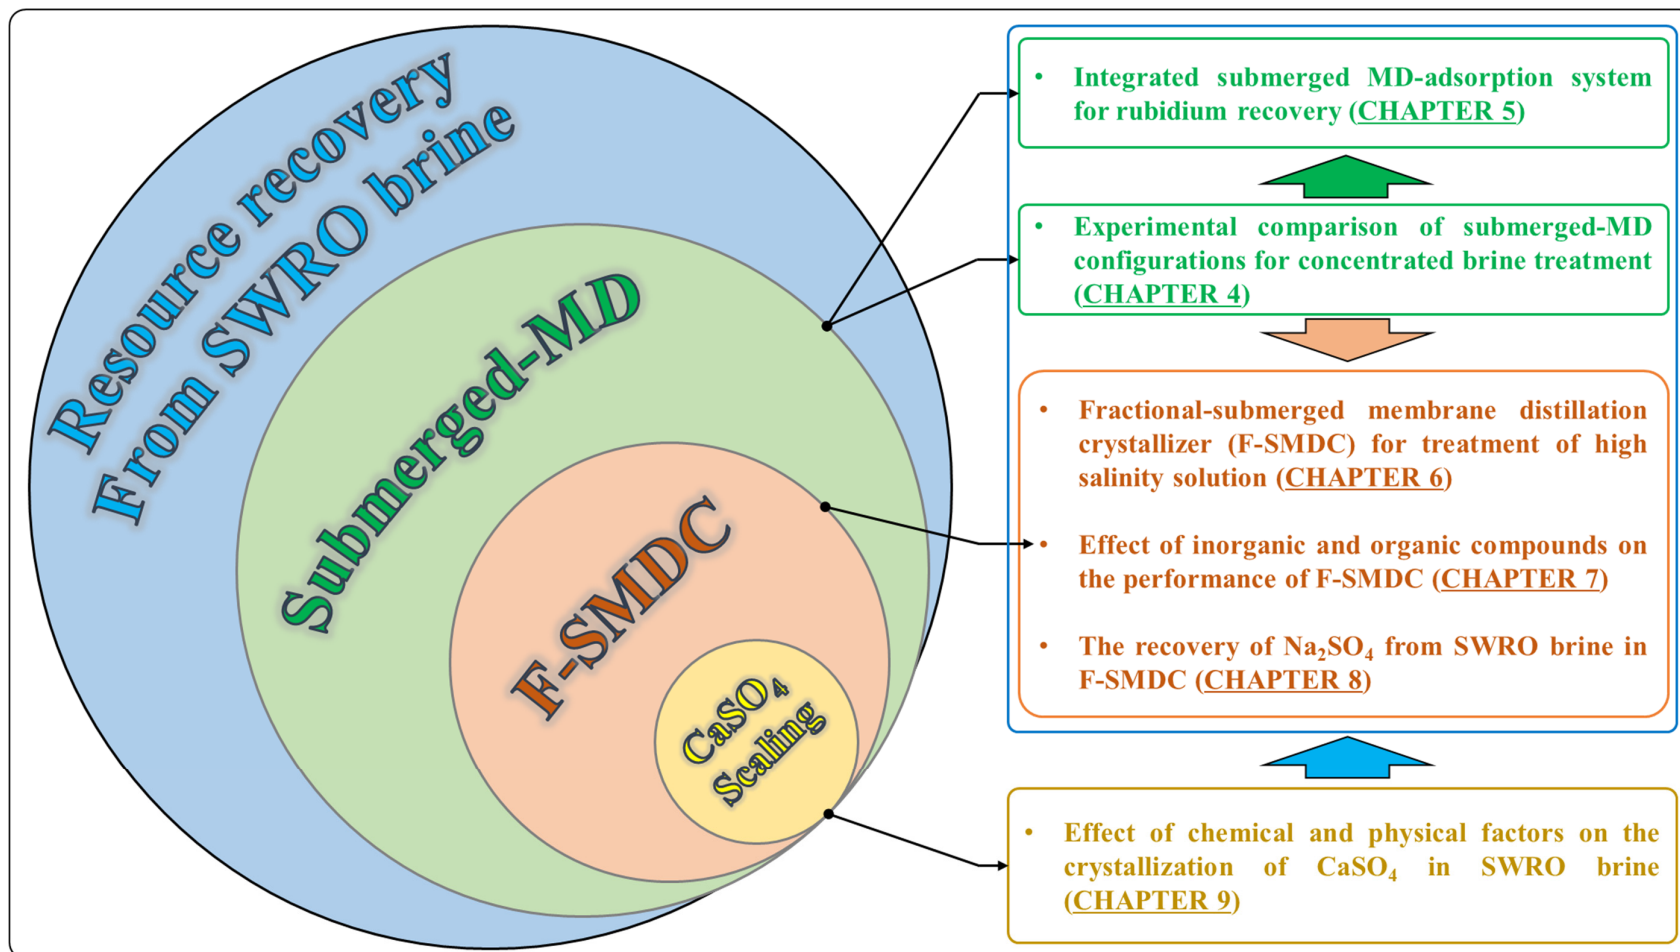 Resource recovery
From SWRO brine
Submerged-MD
F-SMDC
CaSO₄
Scaling
• Integrated submerged MD-adsorption system
for rubidium recovery (CHAPTER 5)
• Experimental comparison of submerged-MD
configurations for concentrated brine treatment
(CHAPTER 4)
• Fractional-submerged membrane distillation
crystallizer (F-SMDC) for treatment of high
salinity solution (CHAPTER 6)
• Effect of inorganic and organic compounds on
the performance of F-SMDC (CHAPTER 7)
• The recovery of Na₂SO₄ from SWRO brine in
F-SMDC (CHAPTER 8)
• Effect of chemical and physical factors on the
crystallization of CaSO₄ in SWRO brine
(CHAPTER 9)